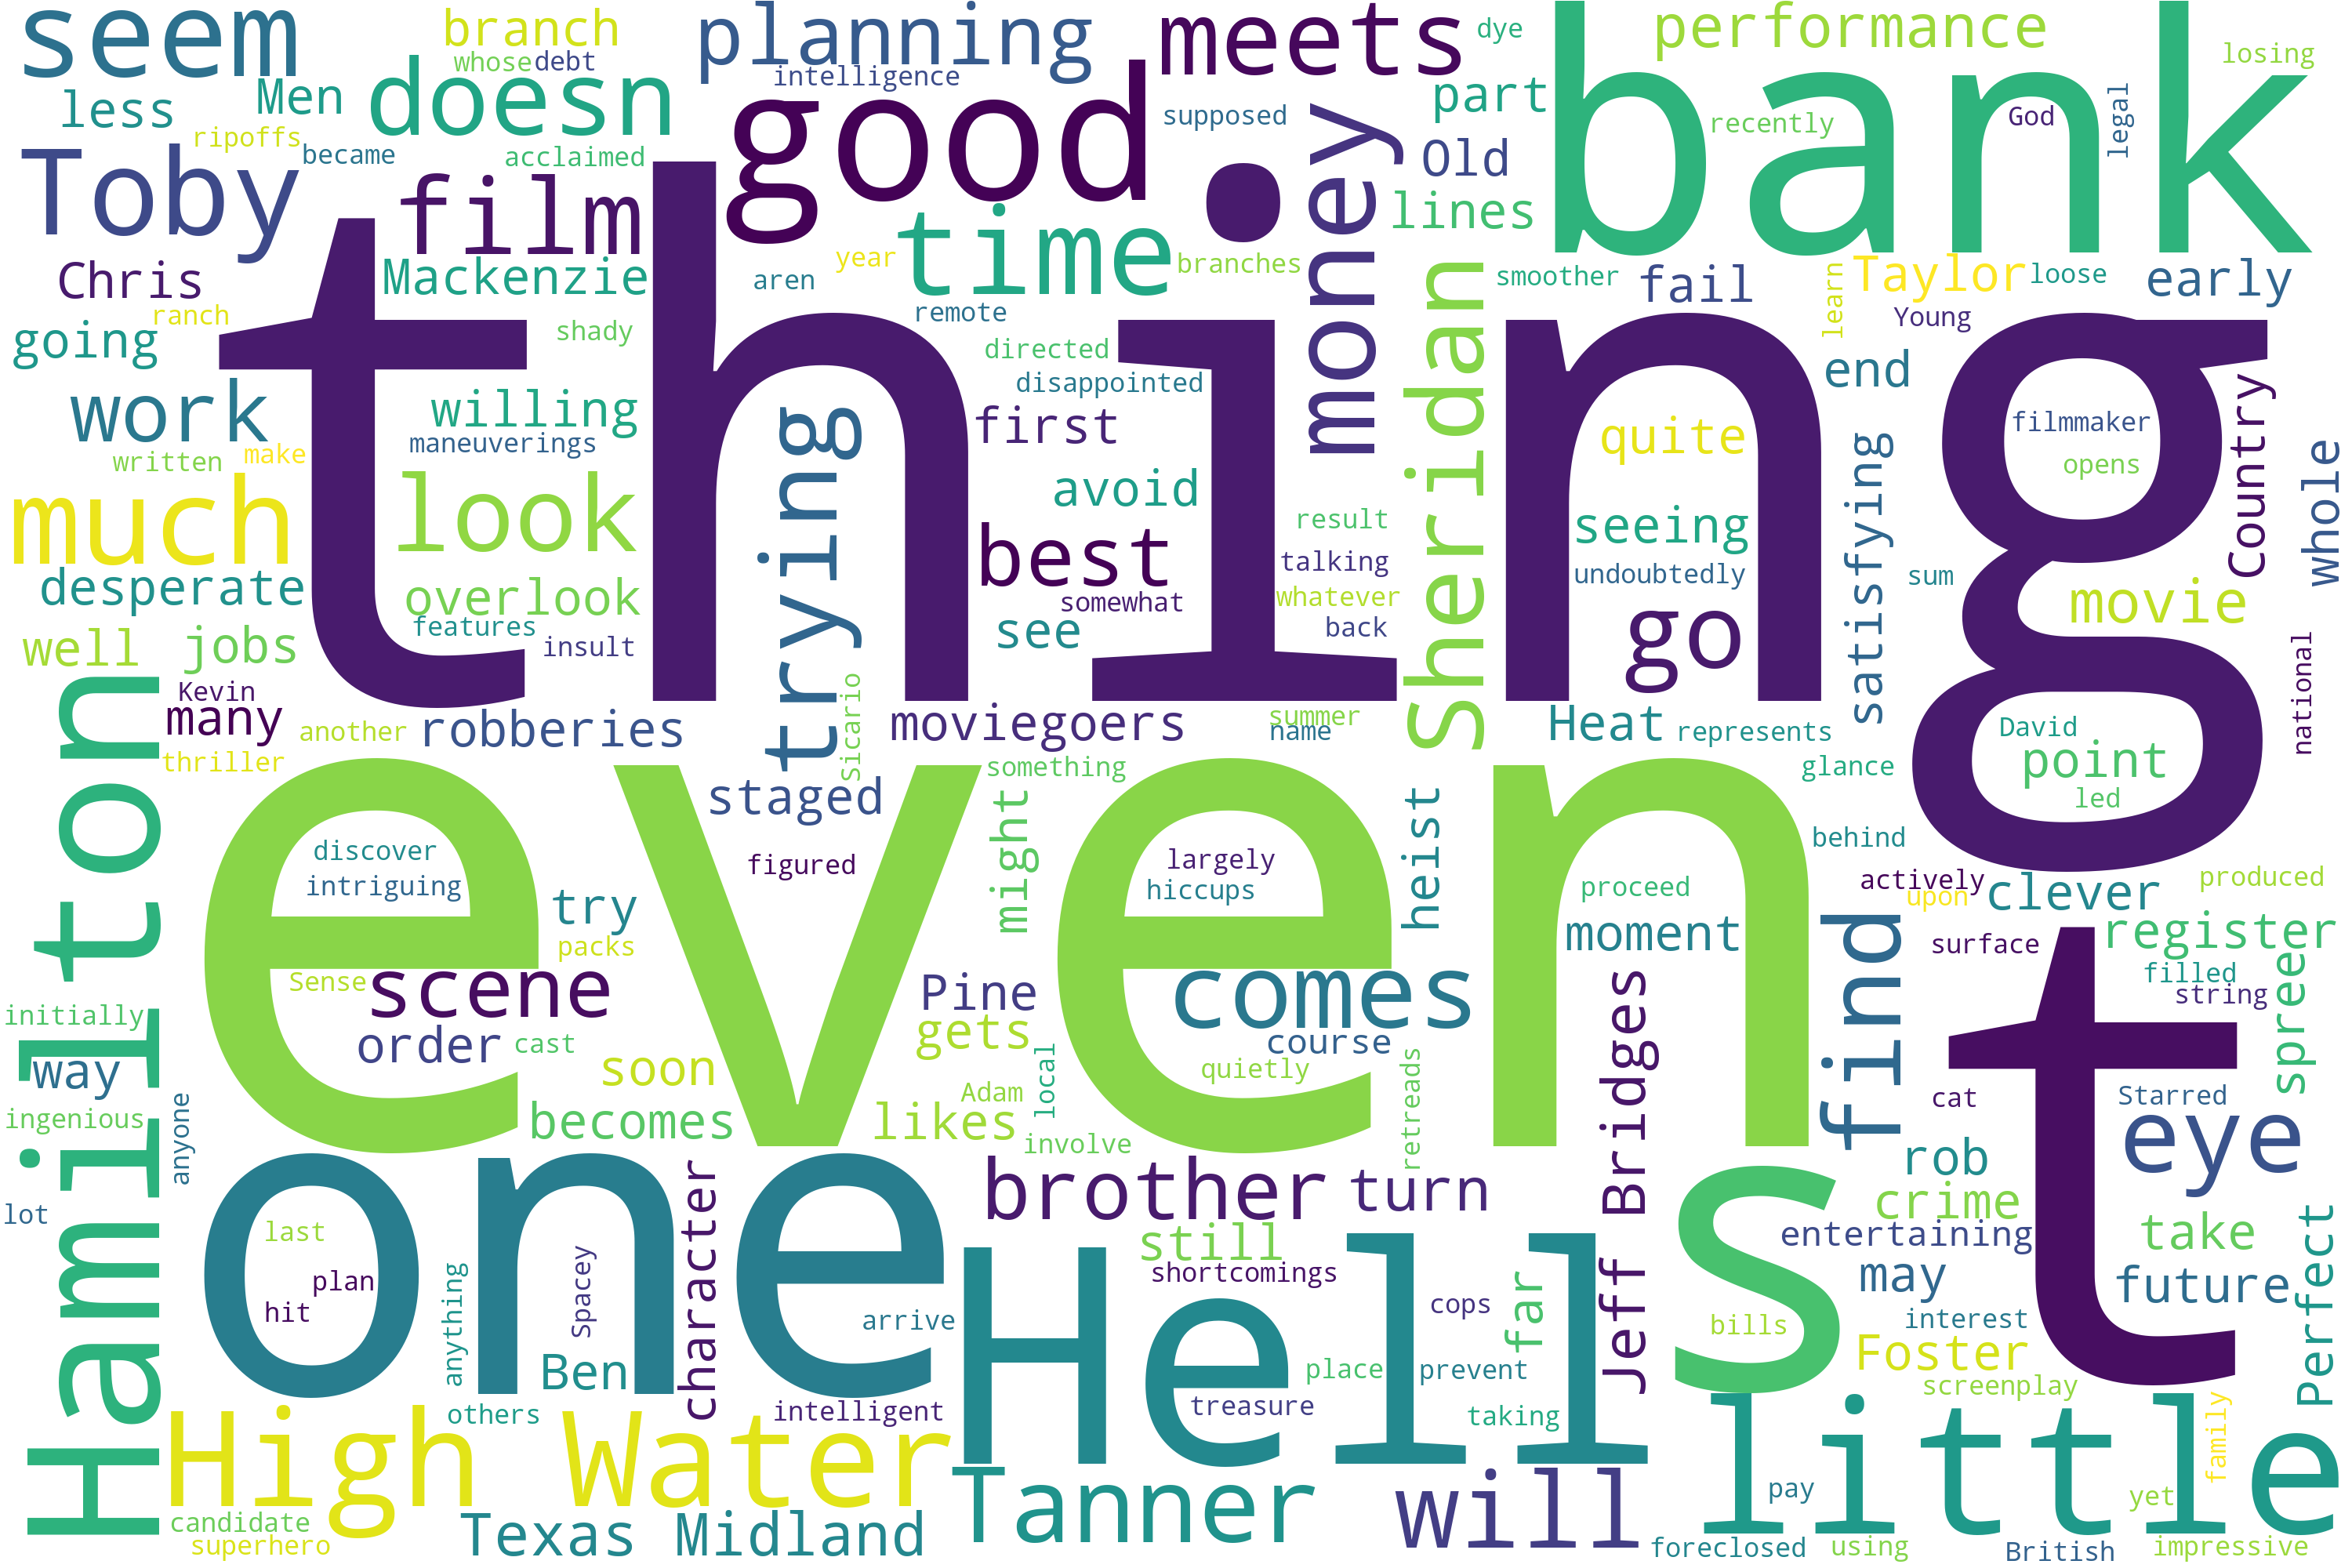 seem
branch
whose
debt
planning
intelligence
meets
dye
bank
performance
losing
less
Men
doesn
good
supposed
part
recently
God
legal
ripoffs
became
acclaimed
Toby
film
time
money
Old
lines
thing
Chris
Mackenzie
year
aren
branches
smoother
fail
Taylor
loose
early
ranch
shady
remote
Sheridan
learn
Young
going
directed
disappointed
end
work
willing
maneuverings
first
quite
filmmaker
opens
Country
whole
written
make
trying
avoid
much
look
result
seeing
satisfying
desperate
overlook
best
somewhat
talking
whatever
undoubtedly
sum
movie
well
jobs
features
insult
see
back
go
national
Kevin
many
another
thriller
robberies
Sicario
moviegoers
summer
name
Heat
represents
David
point
led
Hamilton
even
staged
something
glance
discover
intriguing
figured
might
largely
hiccups
heist
behind
proceed
actively
upon
clever
produced
try
packs
moment
find
register
surface
filled
string
spree
Sense
scene
Pine
comes
t
initially
way
order
cast
soon
gets
course
Jeff Bridges
ingenious
anyone
becomes
likes
Adam
local
quietly
retreads
involve
cat
Starred
eye
lot
one
character
brother
turn
s
rob
crime
last
plan
hit
Spacey
anything
still
shortcomings
entertaining
take
Hell
arrive
cops
far
may
future
Perfect
bills
interest
Ben
place
prevent
Foster
screenplay
others
intelligent
treasure
taking
High Water
little
family
Tanner
will
pay
yet
candidate
superhero
Texas Midland
foreclosed
using
British
impressive